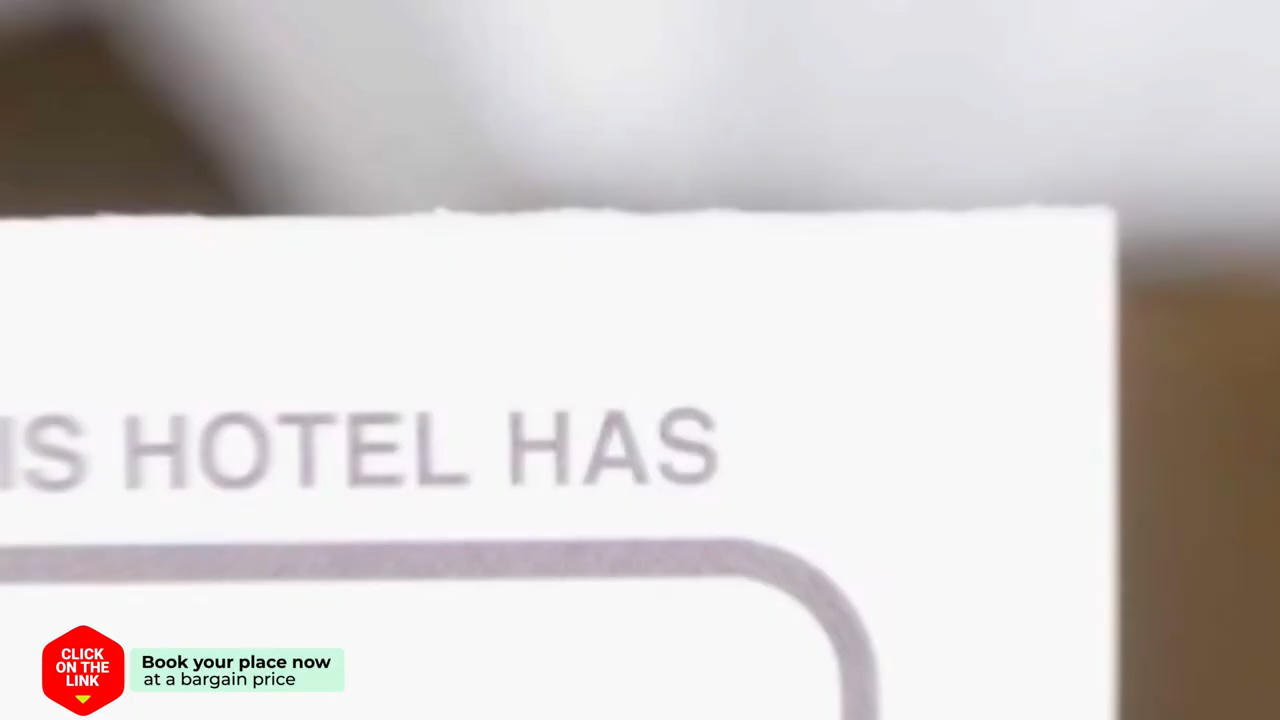 IS HOTEL HAS
CLICK
ON THE
LINK
Book your place now
at a bargain price